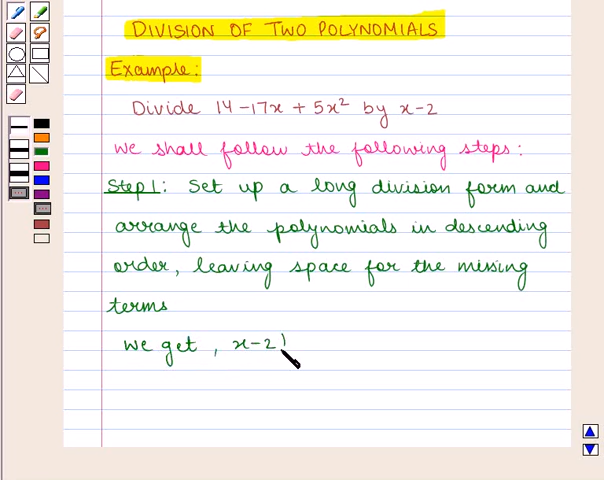 DIVISION OF TWO POLYNOMIALS
Example:
Divide 14-17x + 5x² by x-2
We shall follow the following steps:
Step 1: Set up a long division form and
arrange the polynomials in descending
order, leaving space for the missing
terms
We get, x-2)